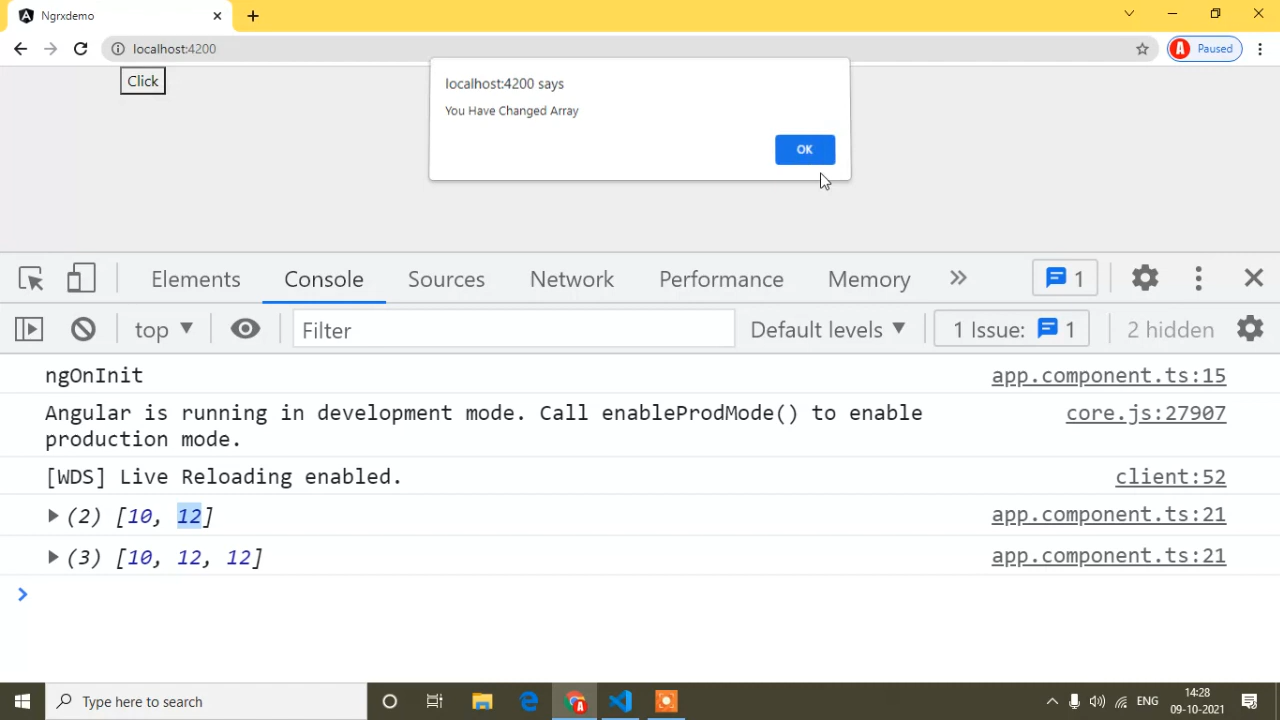 Ngrxdemo
localhost:4200
Paused
Click
localhost:4200 says
You Have Changed Array
OK
Elements Console Sources Network Performance Memory 1
top Filter Default levels 1 Issue: 1 2 hidden
ngOnInit app.component.ts:15
Angular is running in development mode. Call enableProdMode() to enable core.js:27907
production mode.
[WDS] Live Reloading enabled. client:52
(2) [10, 12] app.component.ts:21
(3) [10, 12, 12] app.component.ts:21
Type here to search ENG 14:28
09-10-2021